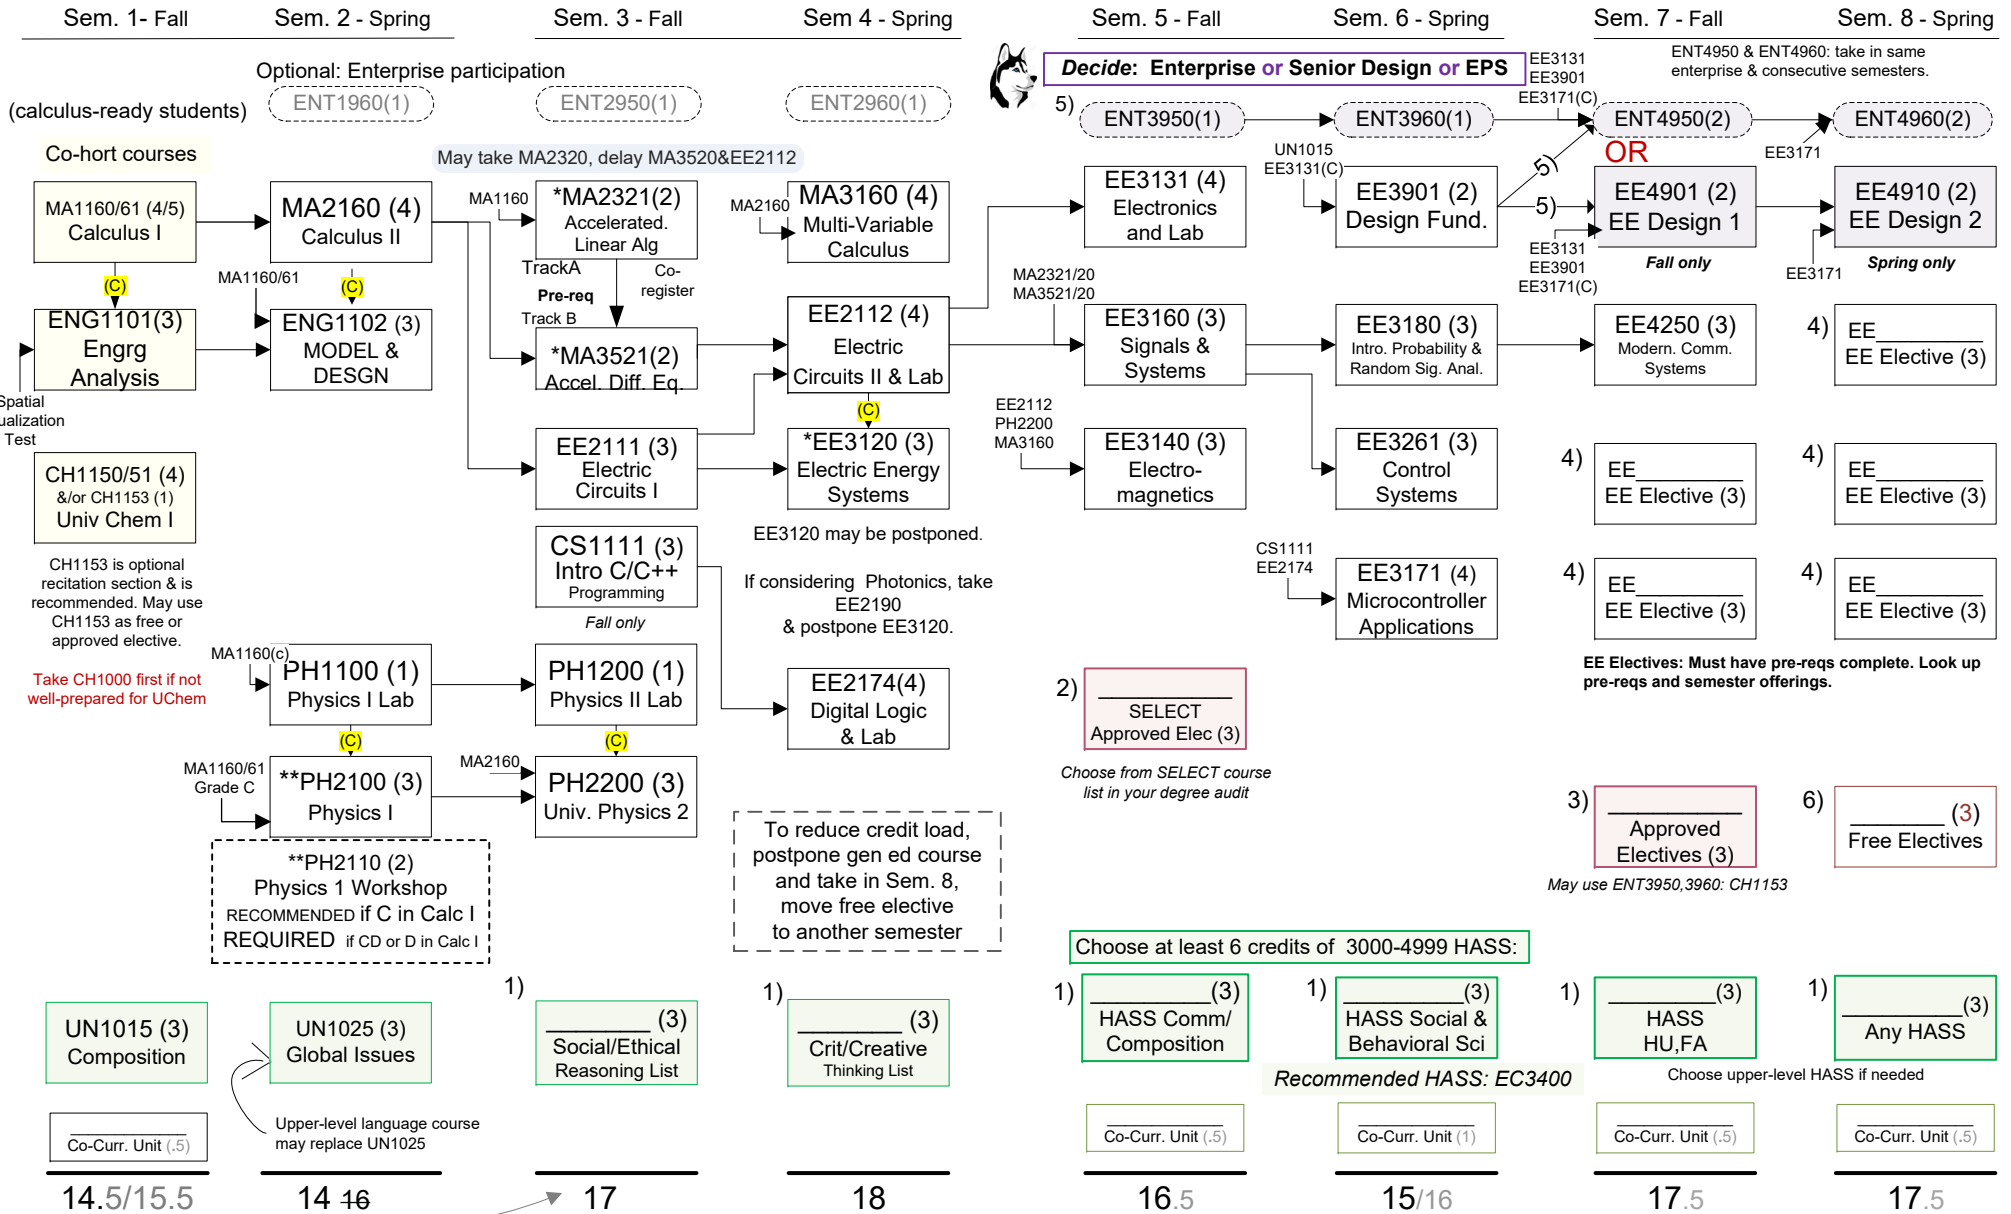 Sem. 1- Fall
Sem. 2 - Spring
Sem. 3 - Fall
Sem 4 - Spring
Sem. 5 - Fall
Sem. 6 - Spring
Sem. 7 - Fall
Sem. 8 - Spring
Optional: Enterprise participation
(calculus-ready students)
ENT1960(1)
ENT2950(1)
ENT2960(1)
Decide: Enterprise or Senior Design or EPS
EE3131
EE3901
EE3171(C)
ENT4950 & ENT4960: take in same
enterprise & consecutive semesters.
5)
ENT3950(1)
ENT3960(1)
ENT4950(2)
ENT4960(2)
OR
EE3171
Co-hort courses
May take MA2320, delay MA3520&EE2112
MA1160/61 (4/5)
Calculus I
(C)
MA2160 (4)
Calculus II
MA1160/61
(C)
MA1160
*MA2321(2)
Accelerated.
Linear Alg
TrackA
Co-
register
Pre-req
Track B
MA2160
MA3160 (4)
Multi-Variable
Calculus
EE3131 (4)
Electronics
and Lab
UN1015
EE3131(C)
EE3901 (2)
Design Fund.
5)
5)
EE4901 (2)
EE Design 1
Fall only
EE3131
EE3901
EE3171(C)
EE4910 (2)
EE Design 2
Spring only
EE3171
ENG1101(3)
Engrg
Analysis
Spatial
ualization
Test
ENG1102 (3)
MODEL &
DESGN
*MA3521(2)
Accel. Diff. Eq.
EE2112 (4)
Electric
Circuits II & Lab
(C)
MA2321/20
MA3521/20
EE3160 (3)
Signals &
Systems
EE3180 (3)
Intro. Probability &
Random Sig. Anal.
EE4250 (3)
Modern. Comm.
Systems
4)
EE_________
EE Elective (3)
CH1150/51 (4)
&/or CH1153 (1)
Univ Chem I
EE2111 (3)
Electric
Circuits I
*EE3120 (3)
Electric Energy
Systems
EE3120 may be postponed.
EE2112
PH2200
MA3160
EE3140 (3)
Electro-
magnetics
EE3261 (3)
Control
Systems
4)
EE_________
EE Elective (3)
4)
EE_________
EE Elective (3)
CH1153 is optional
recitation section & is
recommended. May use
CH1153 as free or
approved elective.
Take CH1000 first if not
well-prepared for UChem
CS1111 (3)
Intro C/C++
Programming
Fall only
If considering Photonics, take
EE2190
& postpone EE3120.
CS1111
EE2174
EE3171 (4)
Microcontroller
Applications
4)
EE_________
EE Elective (3)
4)
EE_________
EE Elective (3)
EE Electives: Must have pre-reqs complete. Look up
pre-reqs and semester offerings.
MA1160(c)
PH1100 (1)
Physics I Lab
(C)
PH1200 (1)
Physics II Lab
(C)
EE2174(4)
Digital Logic
& Lab
2)
___________
SELECT
Approved Elec (3)
Choose from SELECT course
list in your degree audit
MA1160/61
Grade C
**PH2100 (3)
Physics I
MA2160
PH2200 (3)
Univ. Physics 2
3)
___________
Approved
Electives (3)
May use ENT3950,3960: CH1153
6)
_______ (3)
Free Electives
**PH2110 (2)
Physics 1 Workshop
RECOMMENDED if C in Calc I
REQUIRED if CD or D in Calc I
To reduce credit load,
postpone gen ed course
and take in Sem. 8,
move free elective
to another semester
Choose at least 6 credits of 3000-4999 HASS:
UN1015 (3)
Composition
UN1025 (3)
Global Issues
Upper-level language course
may replace UN1025
1)
________ (3)
Social/Ethical
Reasoning List
1)
________ (3)
Crit/Creative
Thinking List
1)
__________(3)
HASS Comm/
Composition
1)
__________(3)
HASS Social &
Behavioral Sci
Recommended HASS: EC3400
1)
_________(3)
HASS
HU,FA
1)
__________(3)
Any HASS
Choose upper-level HASS if needed
__________
Co-Curr. Unit (.5)
__________
Co-Curr. Unit (.5)
__________
Co-Curr. Unit (1)
__________
Co-Curr. Unit (.5)
__________
Co-Curr. Unit (.5)
14.5/15.5
14 16
17
18
16.5
15/16
17.5
17.5